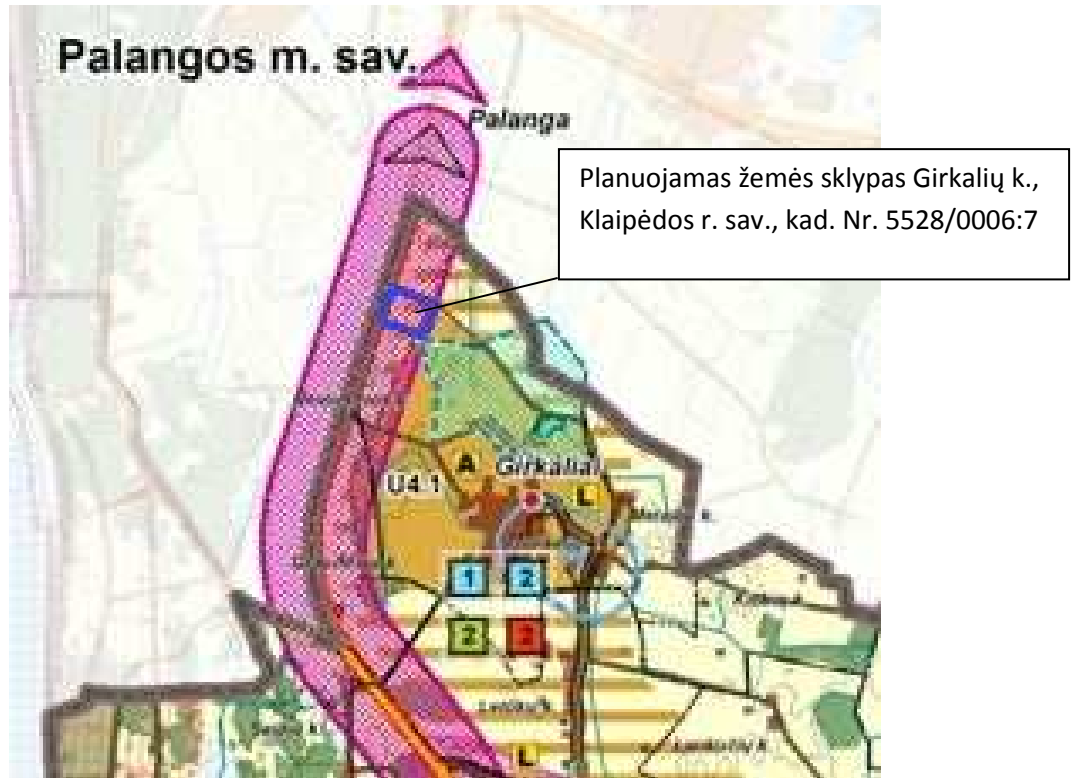 Palangos m. sav.
Palanga
Planuojamas žemės sklypas Girkalių k.,
Klaipėdos r. sav., kad. Nr. 5528/0006:7
A
Girkaliai
U4.1
L
1 2
2 2
L